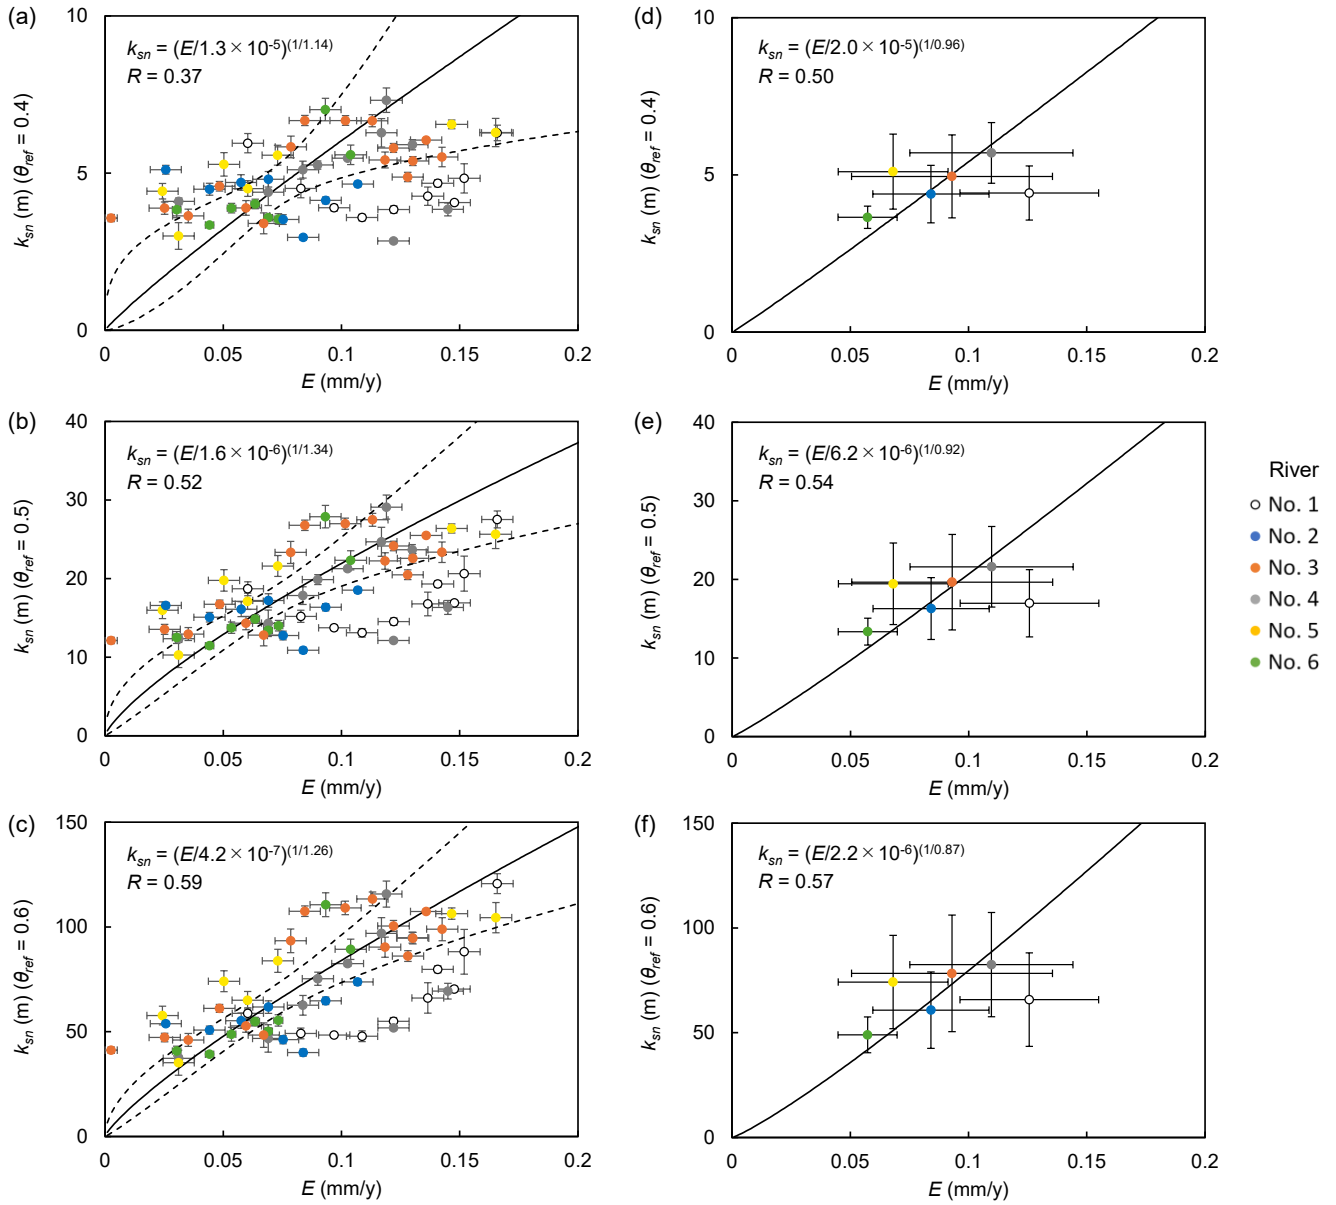 (a)
10
5
0
k_sn (m) (θ_ref = 0.4)
k_sn = (E/1.3 × 10^-5)^(1/1.14)
R = 0.37
0 0.05 0.1 0.15 0.2
E (mm/y)
(d)
10
5
0
k_sn (m) (θ_ref = 0.4)
k_sn = (E/2.0 × 10^-5)^(1/0.96)
R = 0.50
0 0.05 0.1 0.15 0.2
E (mm/y)
(b)
40
30
20
10
0
k_sn (m) (θ_ref = 0.5)
k_sn = (E/1.6 × 10^-6)^(1/1.34)
R = 0.52
0 0.05 0.1 0.15 0.2
E (mm/y)
(e)
40
30
20
10
0
k_sn (m) (θ_ref = 0.5)
k_sn = (E/6.2 × 10^-6)^(1/0.92)
R = 0.54
0 0.05 0.1 0.15 0.2
E (mm/y)
River
No. 1
No. 2
No. 3
No. 4
No. 5
No. 6
(c)
150
100
50
0
k_sn (m) (θ_ref = 0.6)
k_sn = (E/4.2 × 10^-7)^(1/1.26)
R = 0.59
0 0.05 0.1 0.15 0.2
E (mm/y)
(f)
150
100
50
0
k_sn (m) (θ_ref = 0.6)
k_sn = (E/2.2 × 10^-6)^(1/0.87)
R = 0.57
0 0.05 0.1 0.15 0.2
E (mm/y)